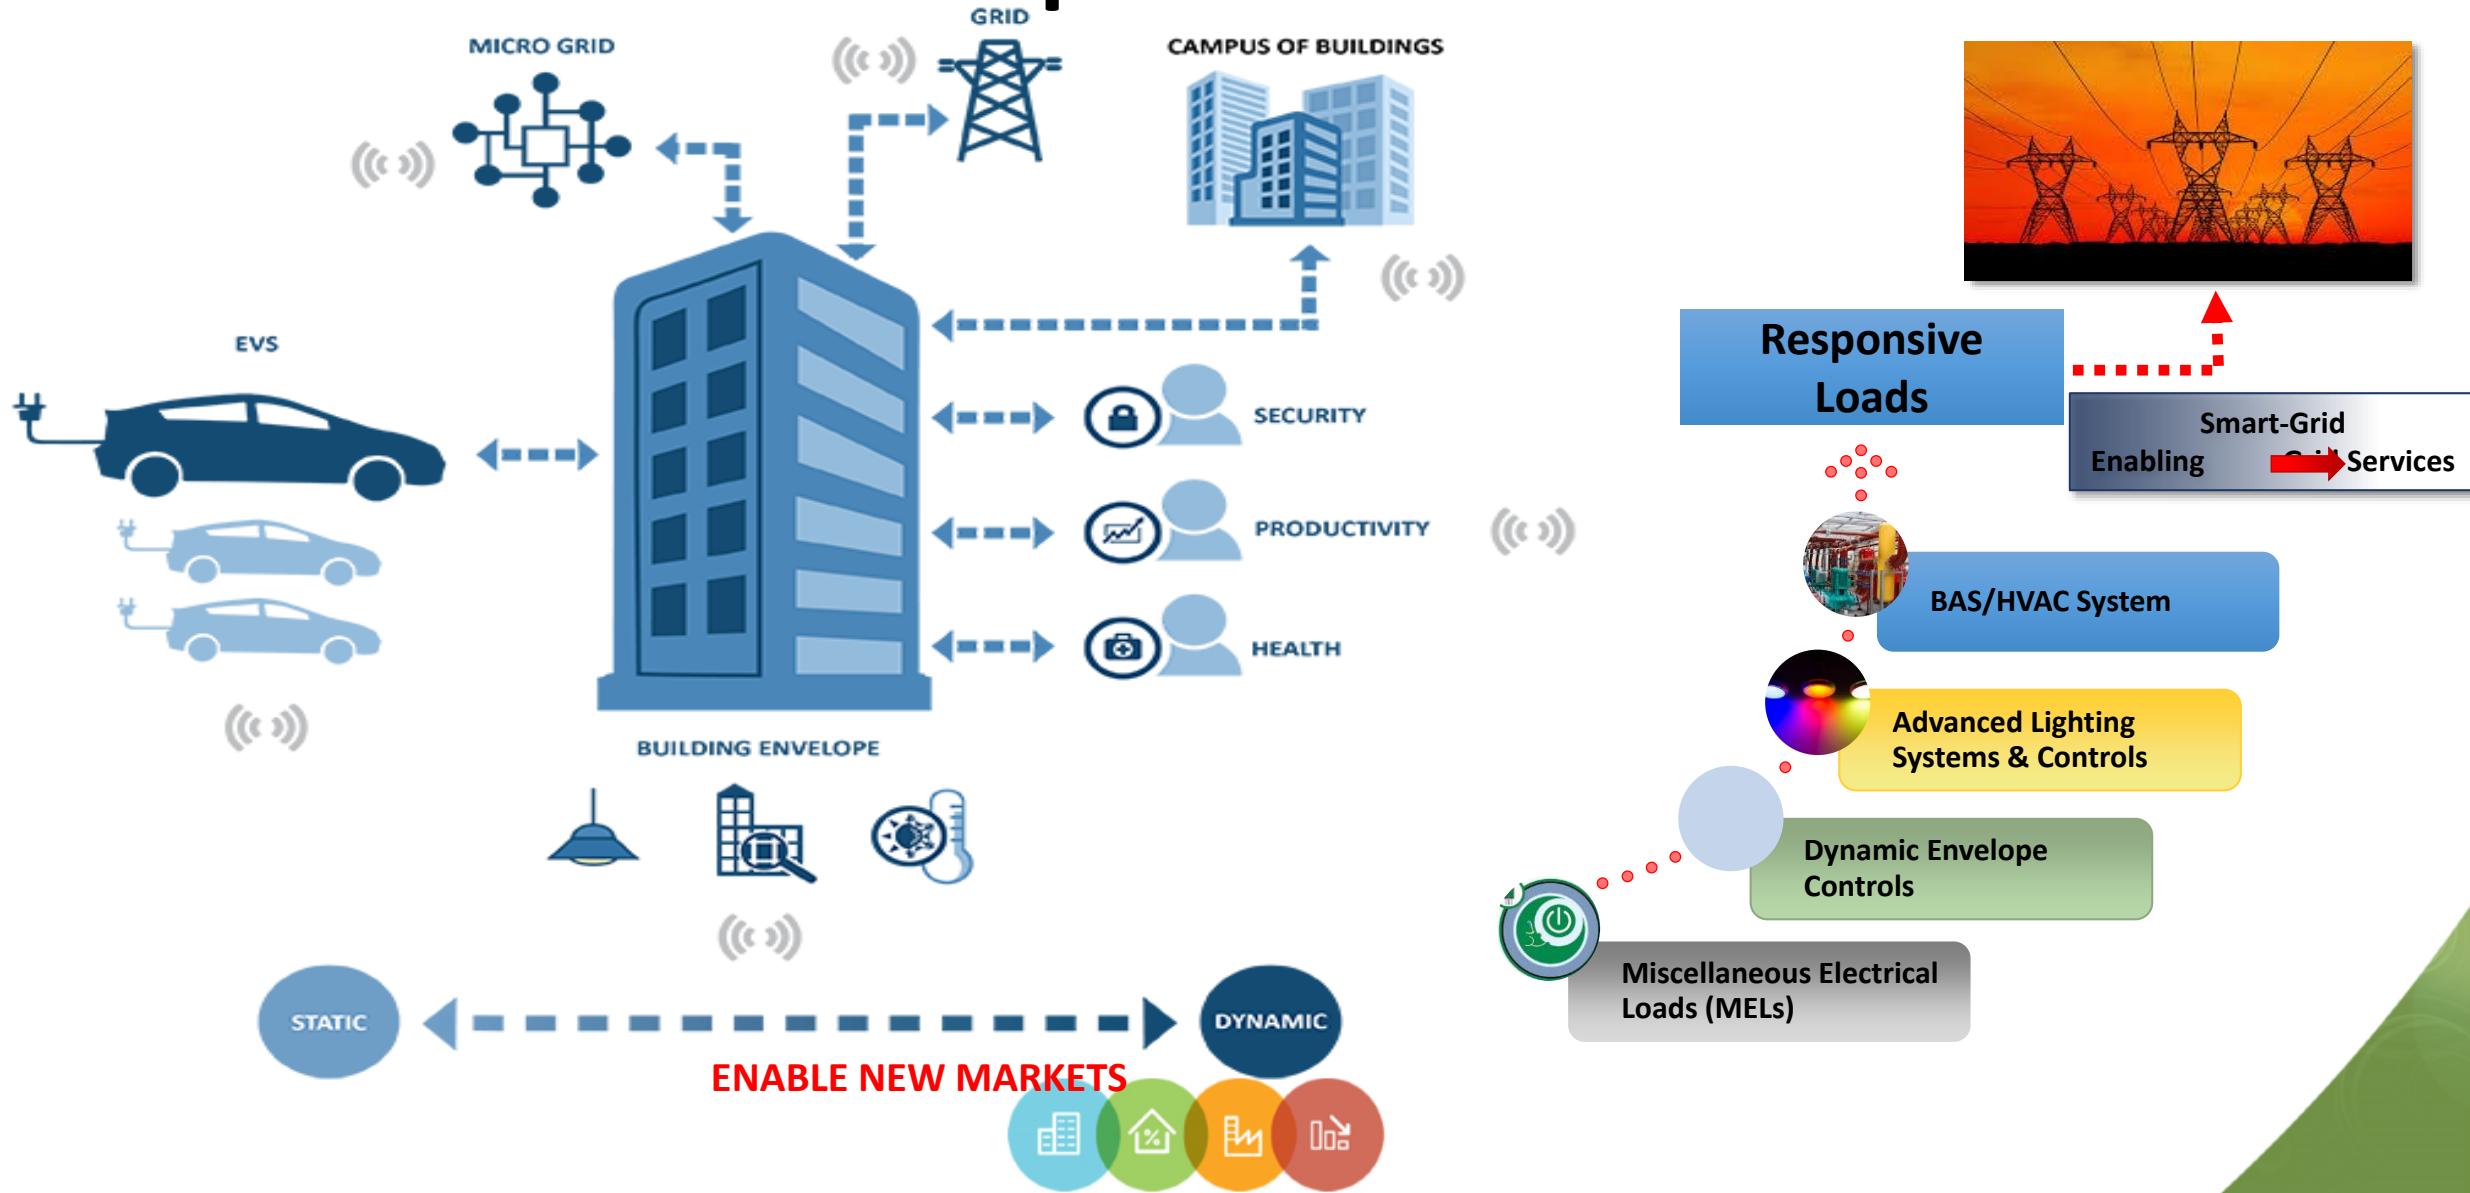 GRID
MICRO GRID
CAMPUS OF BUILDINGS
EVS
SECURITY
PRODUCTIVITY
HEALTH
BUILDING ENVELOPE
STATIC
DYNAMIC
ENABLE NEW MARKETS
%
Responsive
Loads
Smart-Grid
Enabling Grid Services
BAS/HVAC System
Advanced Lighting
Systems & Controls
Dynamic Envelope
Controls
Miscellaneous Electrical
Loads (MELs)